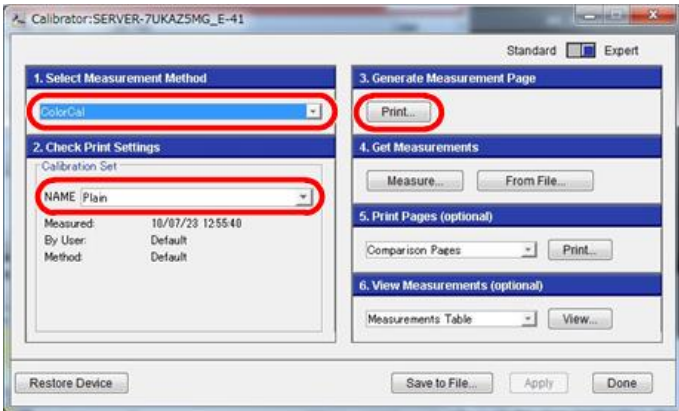 Calibrator:SERVER-7UKAZ5MG_E-41
Standard Expert
1. Select Measurement Method
ColorCal
2. Check Print Settings
Calibration Set
NAME Plain
Measured: 10/07/23 12:55:40
By User: Default
Method: Default
3. Generate Measurement Page
Print...
4. Get Measurements
Measure... From File...
5. Print Pages (optional)
Comparison Pages Print...
6. View Measurements (optional)
Measurements Table View...
Restore Device Save to File... Apply Done